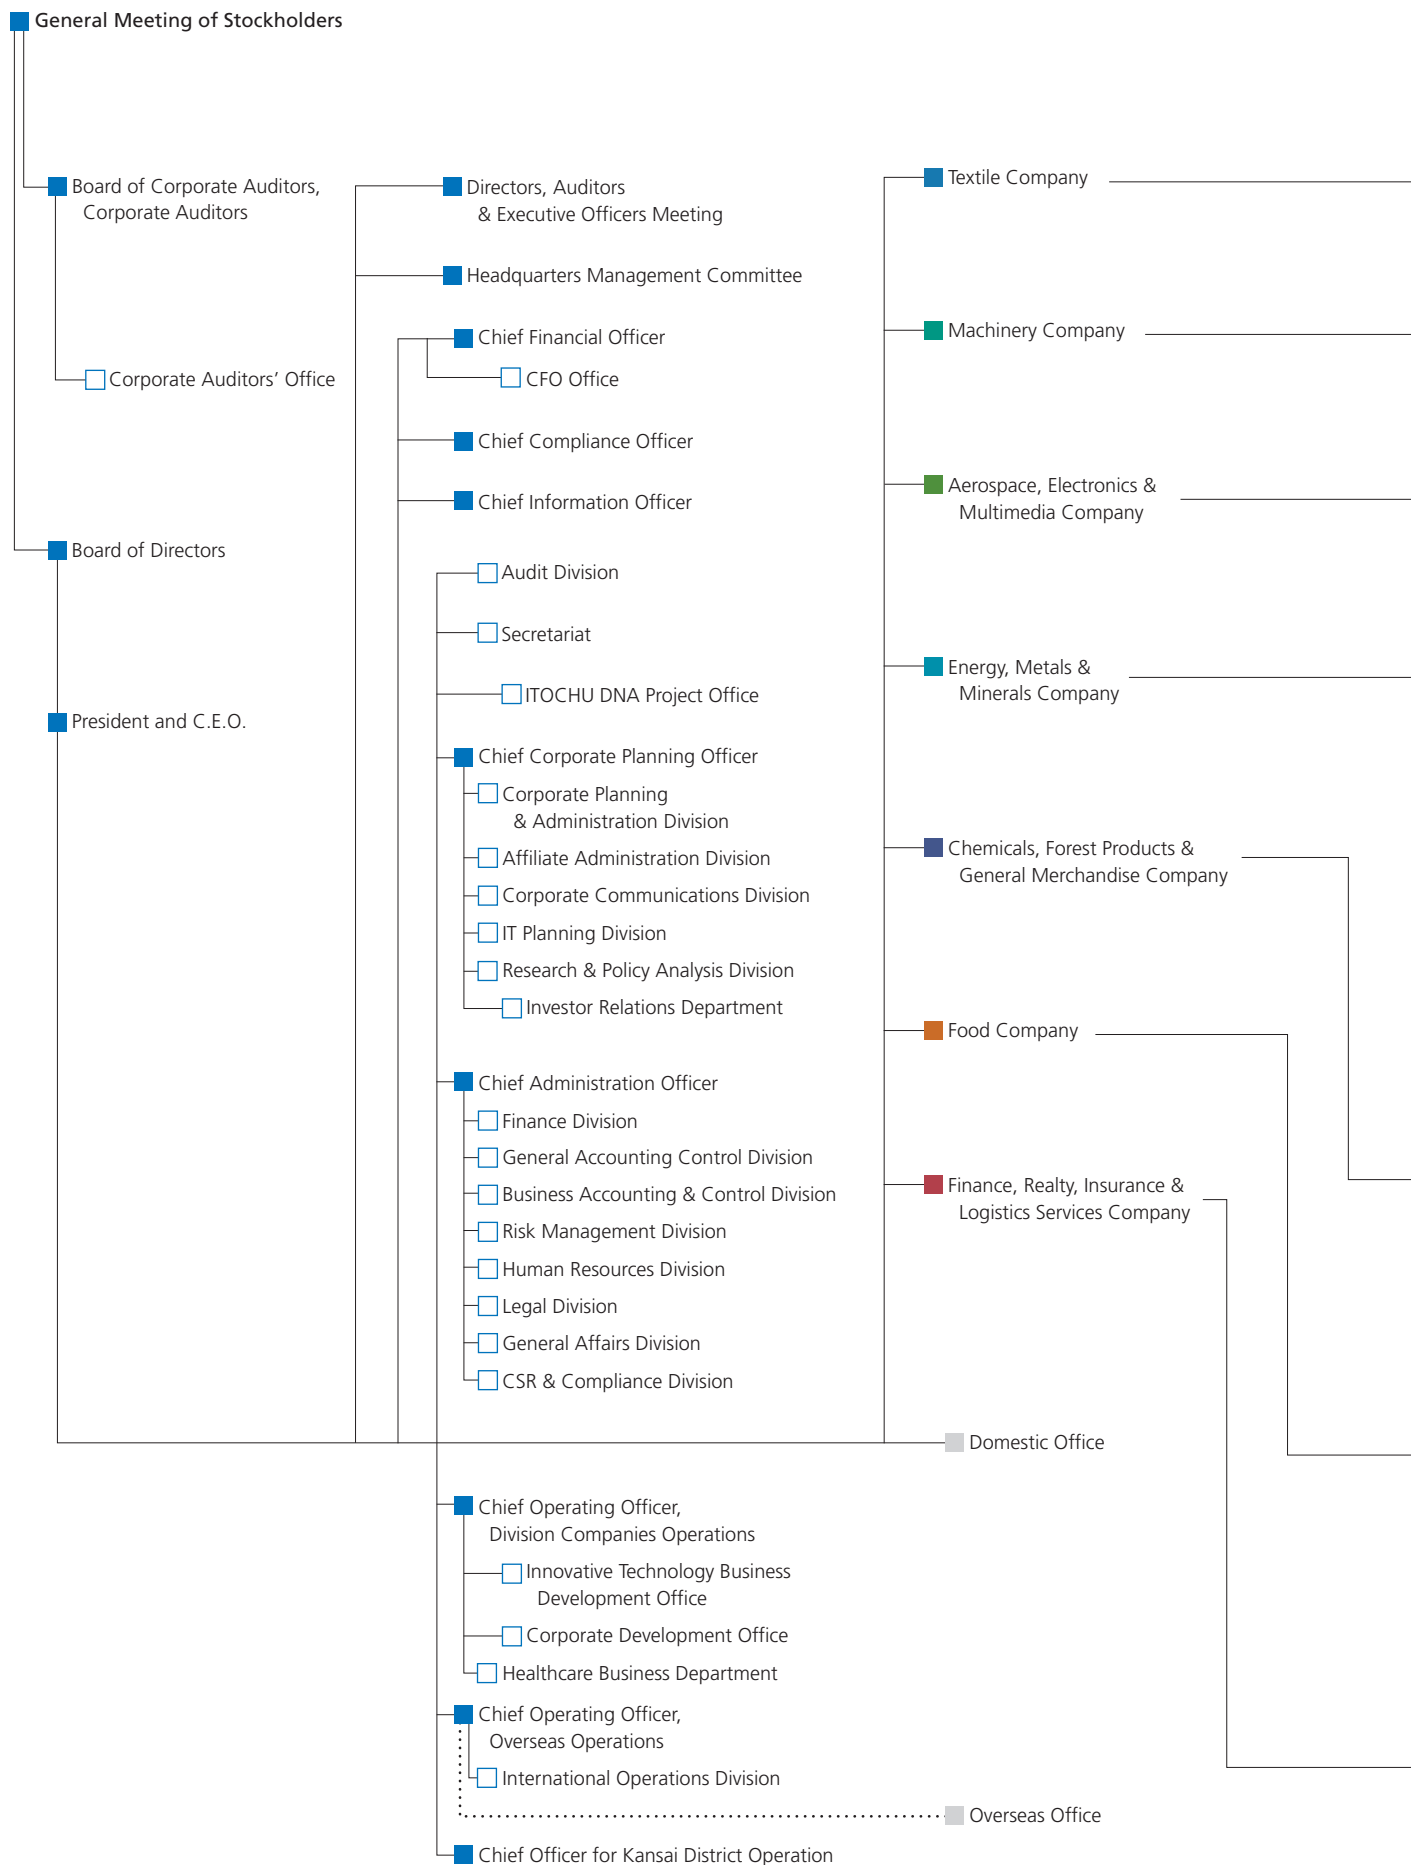 General Meeting of Stockholders
Board of Corporate Auditors,
Corporate Auditors
Corporate Auditors’ Office
Board of Directors
President and C.E.O.
Directors, Auditors
& Executive Officers Meeting
Headquarters Management Committee
Chief Financial Officer
CFO Office
Chief Compliance Officer
Chief Information Officer
Audit Division
Secretariat
ITOCHU DNA Project Office
Chief Corporate Planning Officer
Corporate Planning
& Administration Division
Affiliate Administration Division
Corporate Communications Division
IT Planning Division
Research & Policy Analysis Division
Investor Relations Department
Chief Administration Officer
Finance Division
General Accounting Control Division
Business Accounting & Control Division
Risk Management Division
Human Resources Division
Legal Division
General Affairs Division
CSR & Compliance Division
Chief Operating Officer,
Division Companies Operations
Innovative Technology Business
Development Office
Corporate Development Office
Healthcare Business Department
Chief Operating Officer,
Overseas Operations
International Operations Division
Chief Officer for Kansai District Operation
Textile Company
Machinery Company
Aerospace, Electronics &
Multimedia Company
Energy, Metals &
Minerals Company
Chemicals, Forest Products &
General Merchandise Company
Food Company
Finance, Realty, Insurance &
Logistics Services Company
Domestic Office
Overseas Office